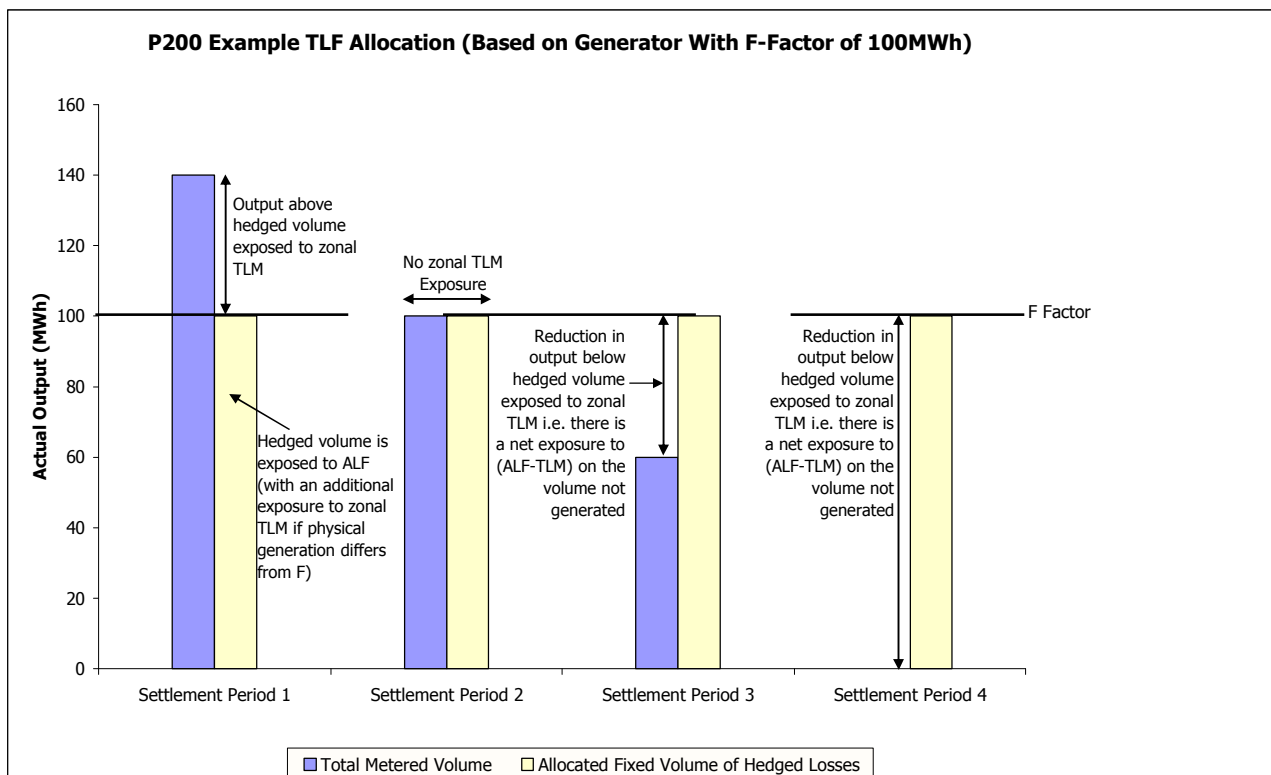 P200 Example TLF Allocation (Based on Generator With F-Factor of 100MWh)
160
140
120
100
80
60
40
20
0
Actual Output (MWh)
Output above
hedged volume
exposed to zonal
TLM
Hedged volume is
exposed to ALF
(with an additional
exposure to zonal
TLM if physical
generation differs
from F)
No zonal TLM
Exposure
Reduction in
output below
hedged volume
exposed to zonal
TLM i.e. there is
a net exposure to
(ALF-TLM) on the
volume not
generated
Reduction in
output below
hedged volume
exposed to zonal
TLM i.e. there is
a net exposure to
(ALF-TLM) on the
volume not
generated
F Factor
Settlement Period 1
Settlement Period 2
Settlement Period 3
Settlement Period 4
Total Metered Volume
Allocated Fixed Volume of Hedged Losses